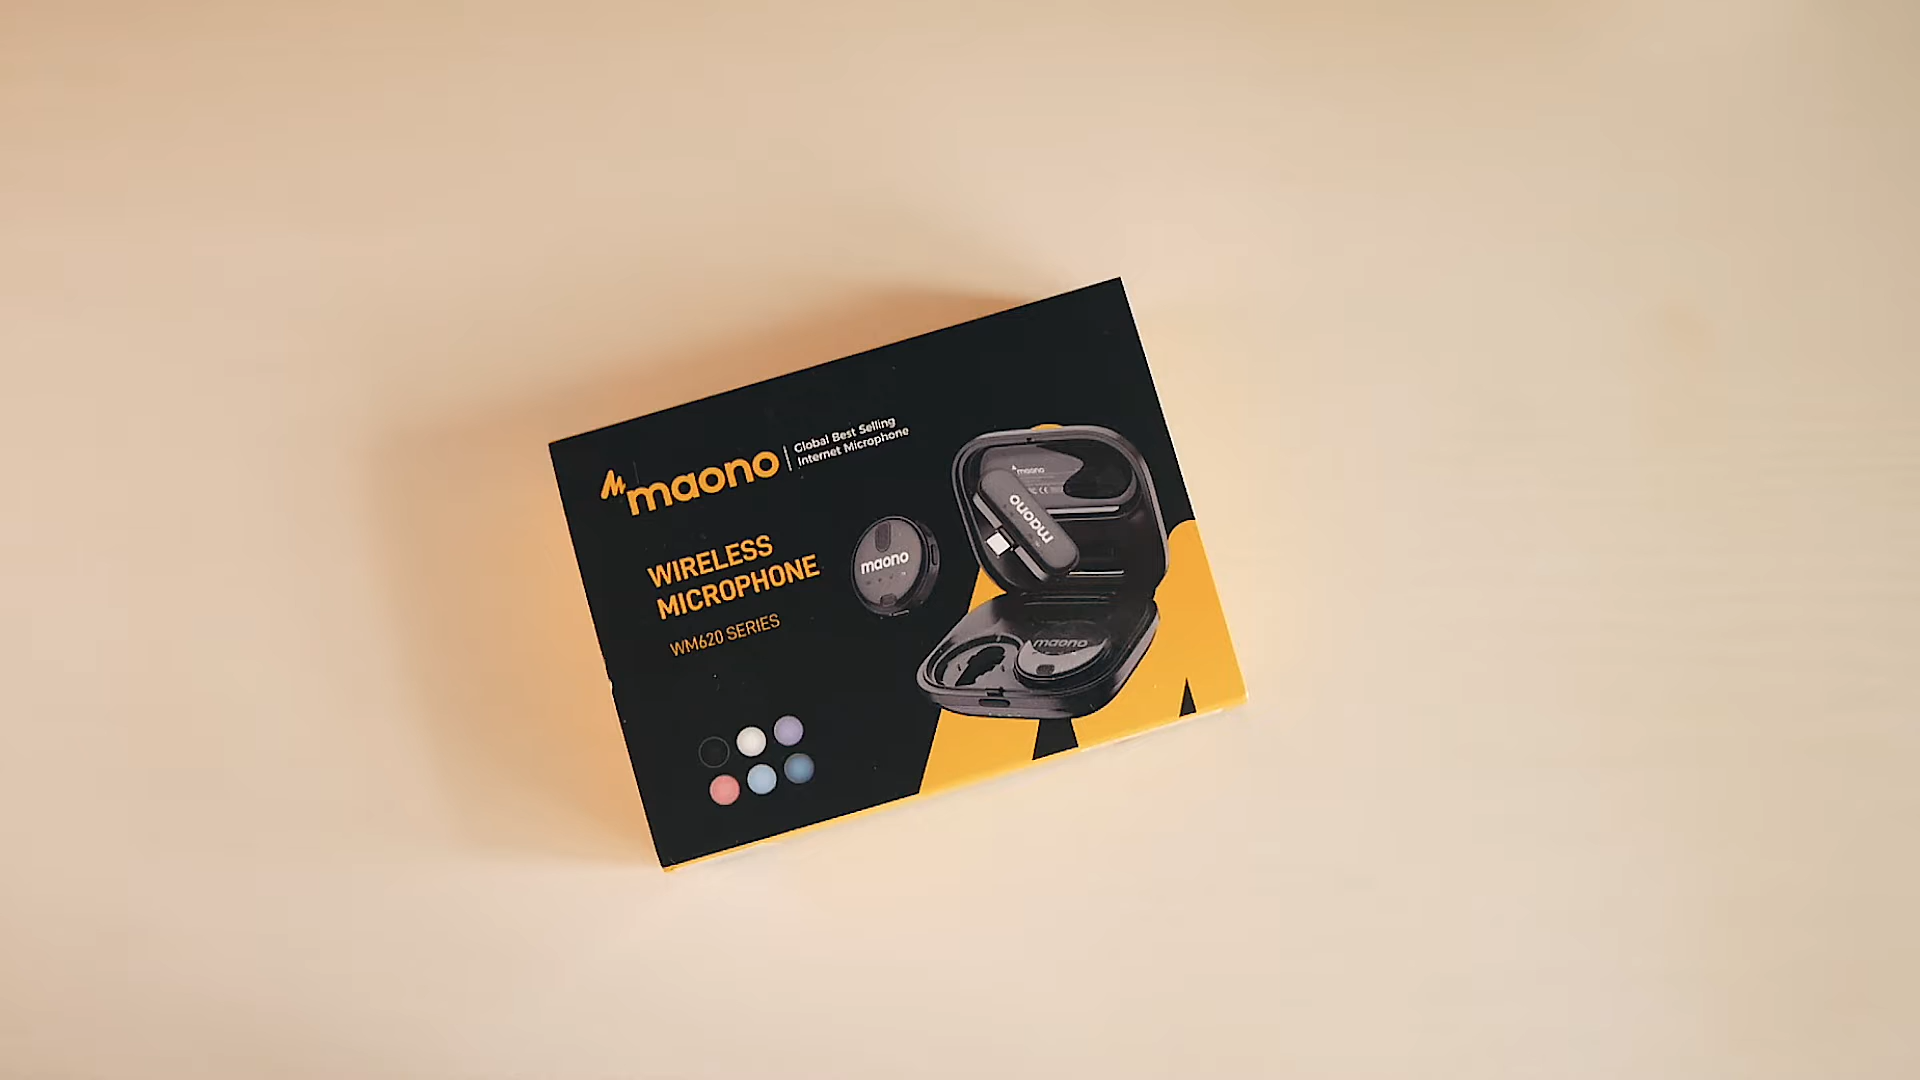 maono
Global Best Selling
Internet Microphone
WIRELESS
MICROPHONE
WM620 SERIES
maono
maono
maono
maono